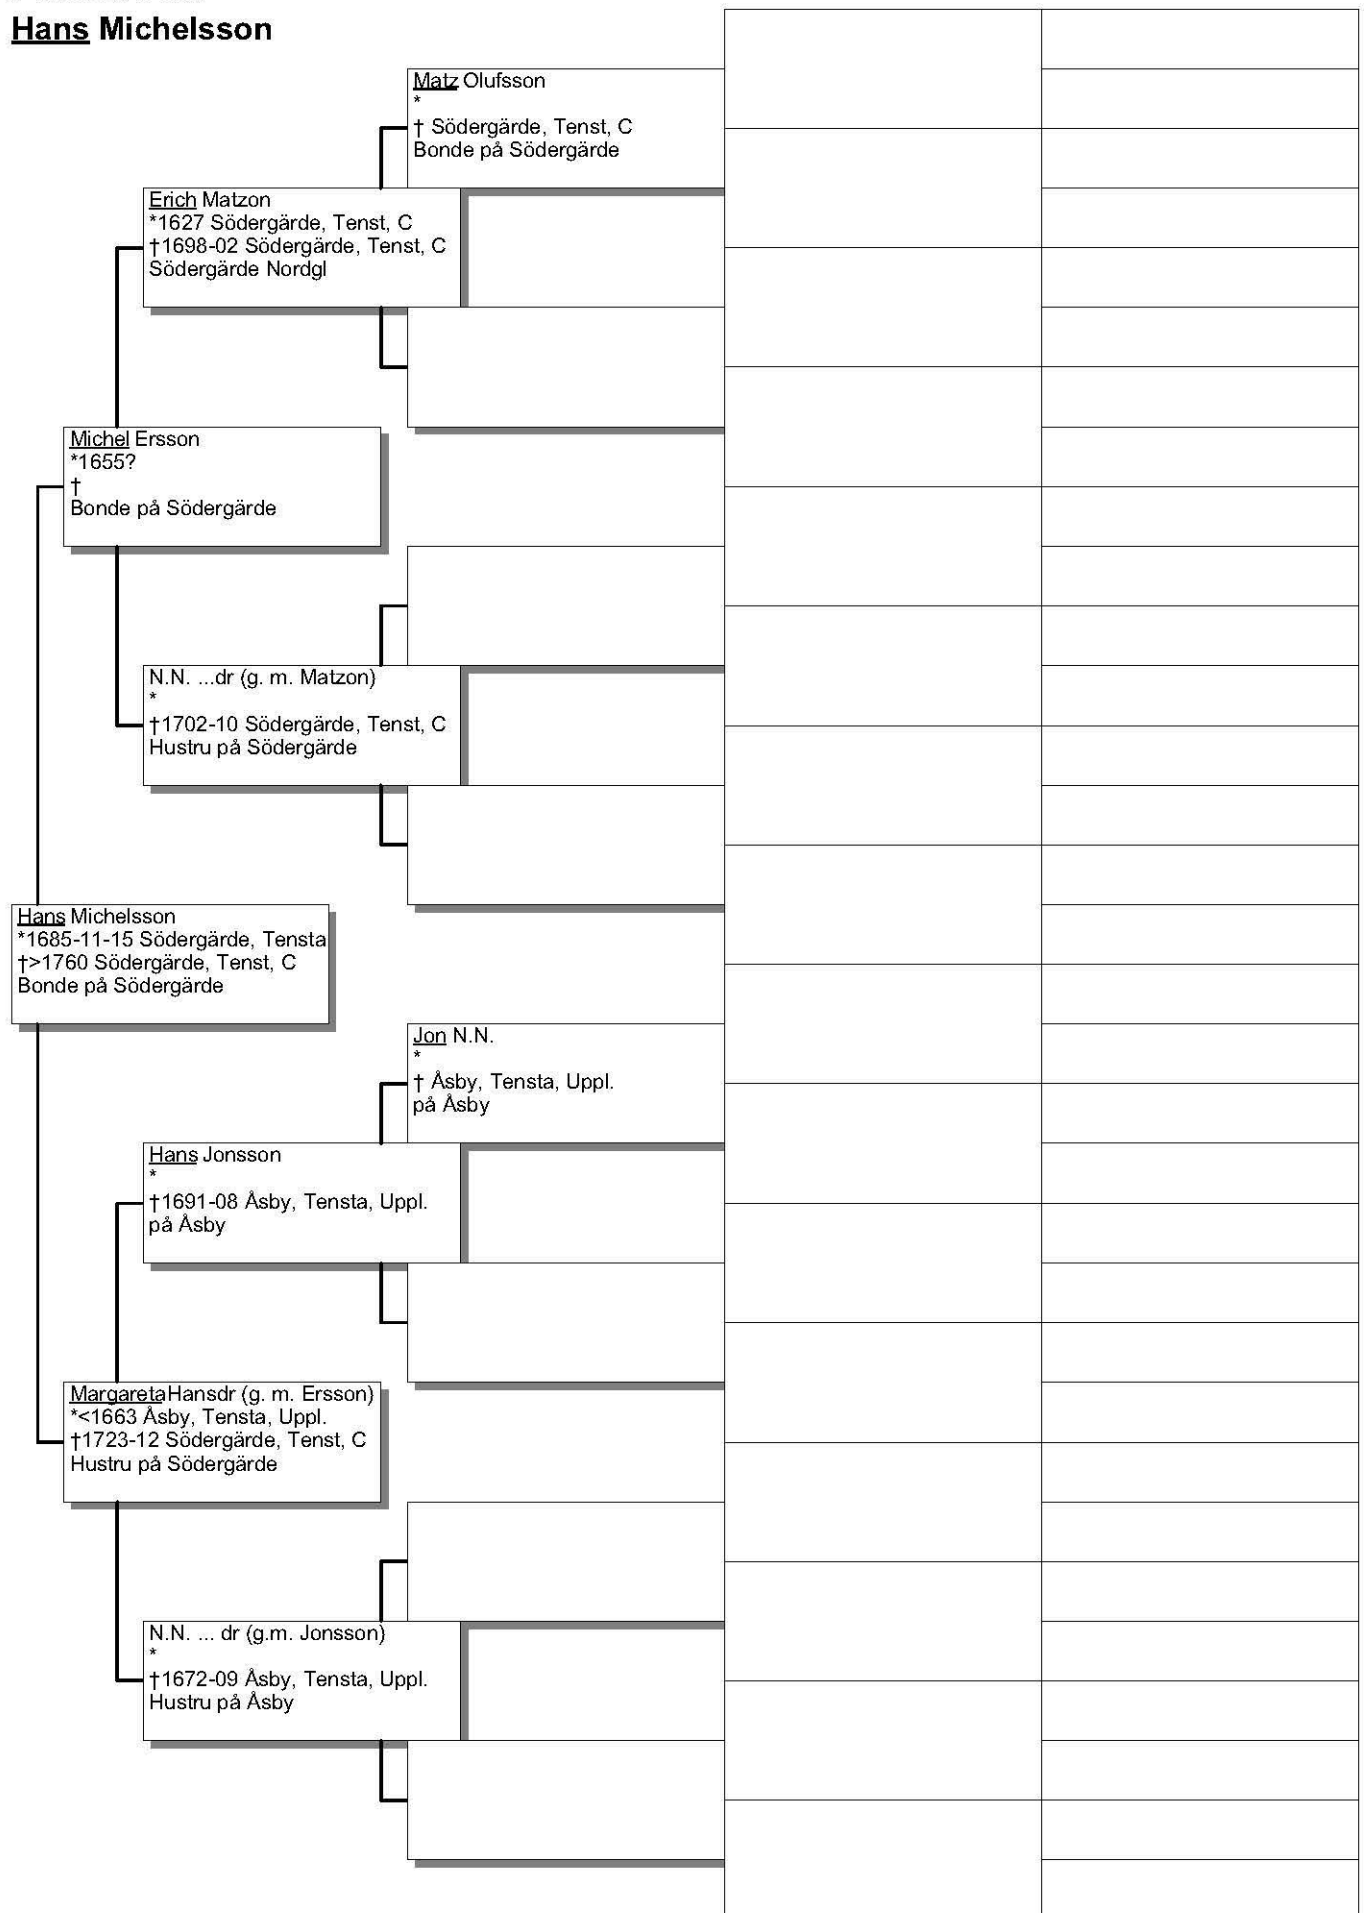 Hans Michelsson
Matz Olufsson
*
† Södergärde, Tenst, C
Bonde på Södergärde
Erich Matzon
*1627 Södergärde, Tenst, C
†1698-02 Södergärde, Tenst, C
Södergärde Nordgl
Michel Ersson
*1655?
†
Bonde på Södergärde
N.N. ...dr (g. m. Matzon)
*
†1702-10 Södergärde, Tenst, C
Hustru på Södergärde
Hans Michelsson
*1685-11-15 Södergärde, Tensta
†>1760 Södergärde, Tenst, C
Bonde på Södergärde
Jon N.N.
*
† Åsby, Tensta, Uppl.
på Åsby
Hans Jonsson
*
†1691-08 Åsby, Tensta, Uppl.
på Åsby
Margareta Hansdr (g. m. Ersson)
*<1663 Åsby, Tensta, Uppl.
†1723-12 Södergärde, Tenst, C
Hustru på Södergärde
N.N. ... dr (g.m. Jonsson)
*
†1672-09 Åsby, Tensta, Uppl.
Hustru på Åsby